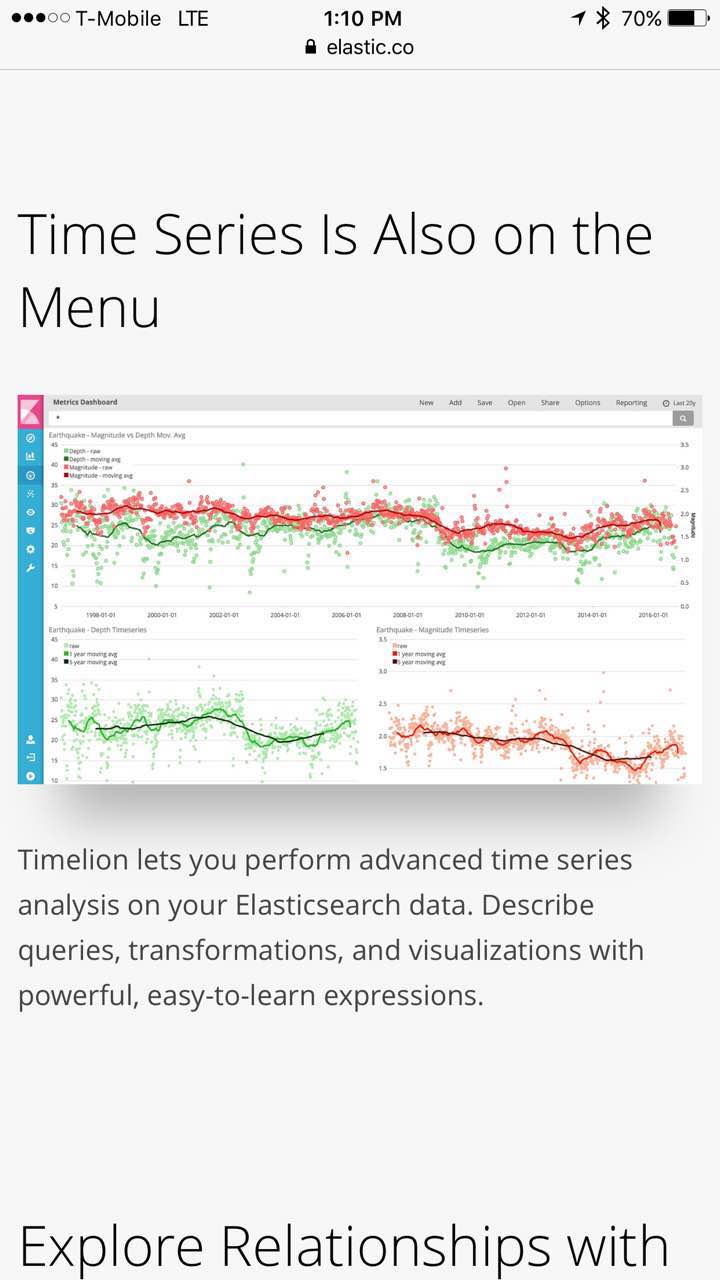 T-Mobile LTE 1:10 PM 70%
elastic.co
Time Series Is Also on the
Menu
Metrics Dashboard New Add Save Open Share Options Reporting Last 20y
*
Earthquake - Magnitude vs Depth Mov. Avg
45 3.5
Depth - raw
Depth - moving avg
40 Magnitude - raw 3.0
Magnitude - moving avg
35 2.5
30 2.0
25 1.5
Magnitude
20
15 1.0
10 0.5
5 0.0
1998-01-01 2000-01-01 2002-01-01 2004-01-01 2006-01-01 2008-01-01 2010-01-01 2012-01-01 2014-01-01 2016-01-01
Earthquake - Depth Timeseries
45
raw
1 year moving avg
40 5 year moving avg
35
30
25
20
15
10
Earthquake - Magnitude Timeseries
3.5
raw
1 year moving avg
5 year moving avg
3.0
2.5
2.0
1.5
Timelion lets you perform advanced time series
analysis on your Elasticsearch data. Describe
queries, transformations, and visualizations with
powerful, easy-to-learn expressions.
Explore Relationships with